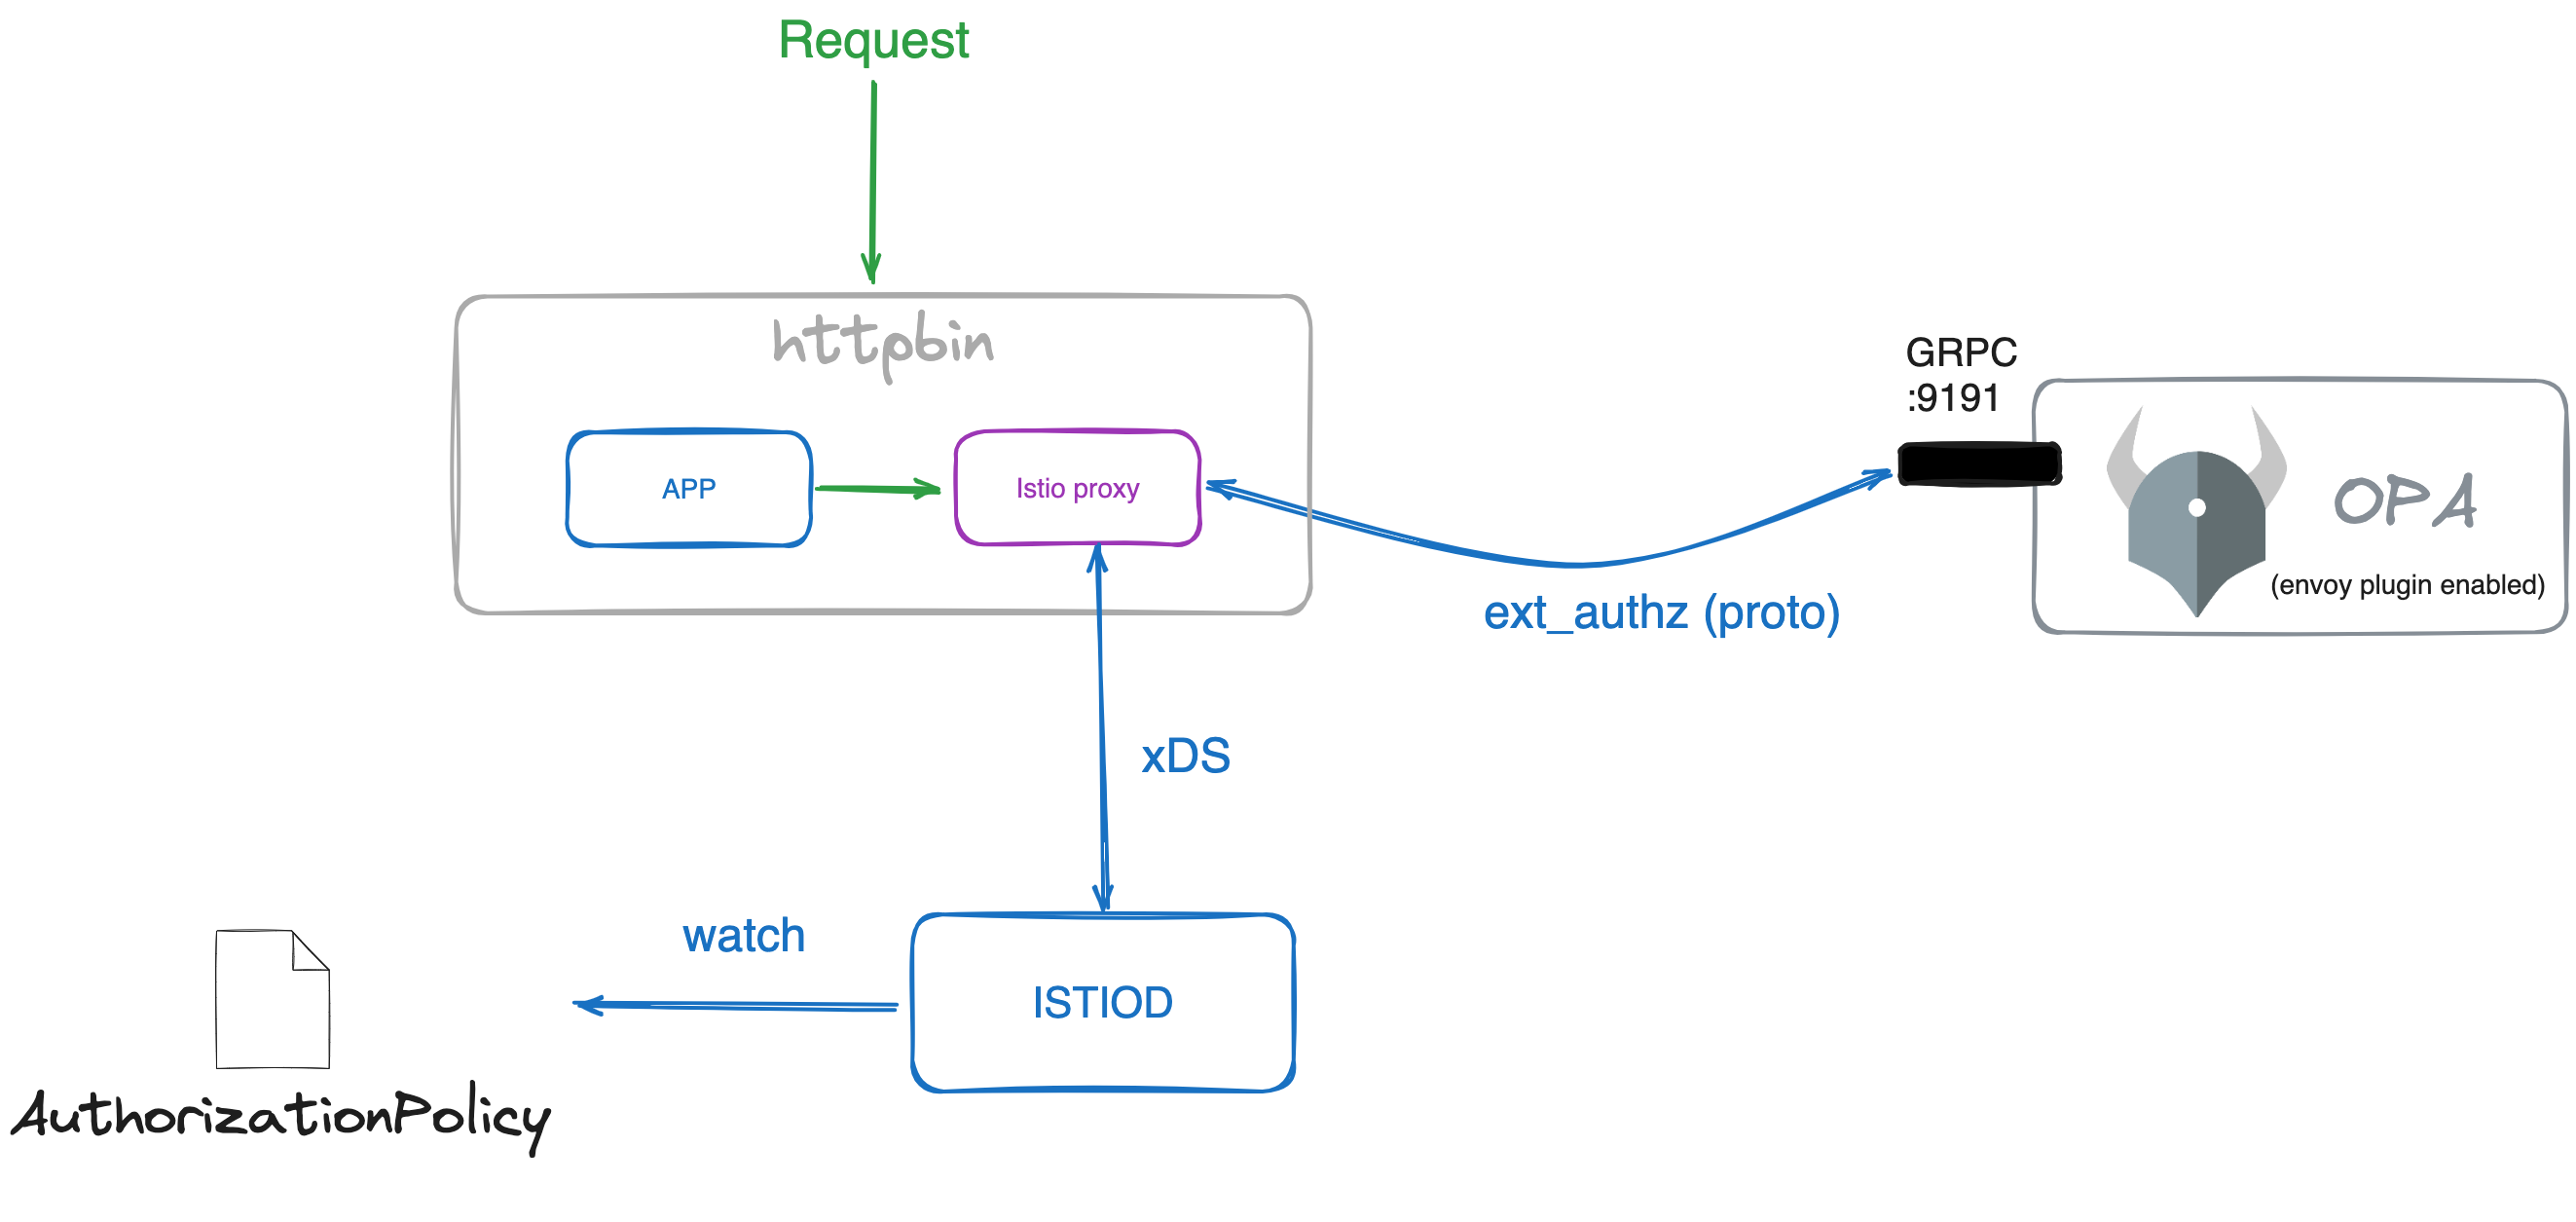 Request
httpbin
APP
Istio proxy
GRPC
:9191
OPA
(envoy plugin enabled)
ext_authz (proto)
xDS
watch
ISTIOD
AuthorizationPolicy